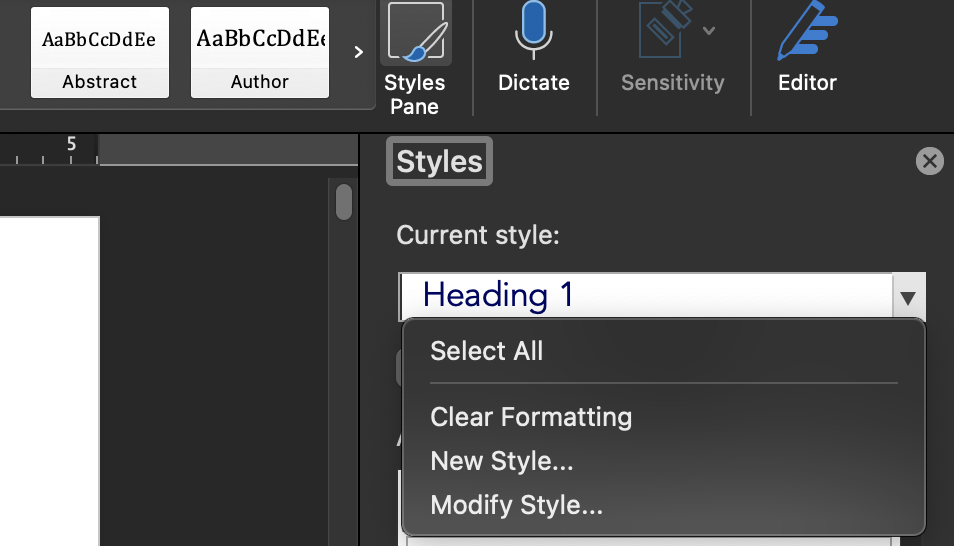 AaBbCcDdEe
Abstract
AaBbCcDdE
Author
Styles
Pane
Dictate
Sensitivity
Editor
5
Styles
Current style:
Heading 1
Select All
Clear Formatting
New Style...
Modify Style...